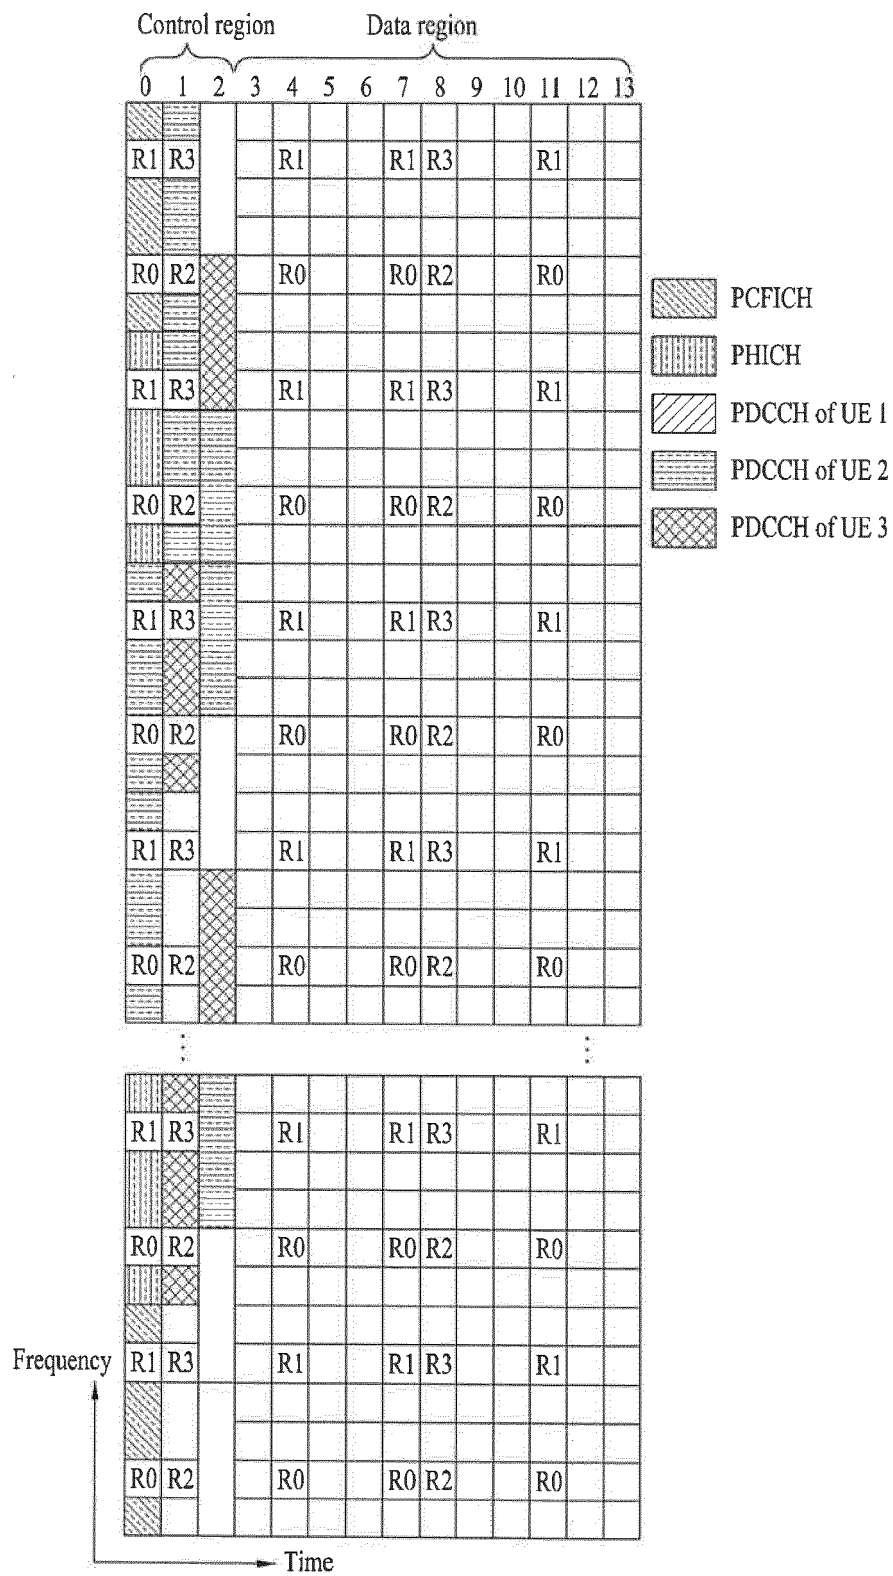 Control region Data region
0 1 2 3 4 5 6 7 8 9 10 11 12 13
R1 R3 R1 R1 R3 R1
R0 R2 R0 R0 R2 R0
PCFICH
PHICH
R1 R3 R1 R1 R3 R1
PDCCH of UE 1
PDCCH of UE 2
R0 R2 R0 R0 R2 R0
PDCCH of UE 3
R1 R3 R1 R1 R3 R1
R0 R2 R0 R0 R2 R0
R1 R3 R1 R1 R3 R1
R0 R2 R0 R0 R2 R0
R1 R3 R1 R1 R3 R1
R0 R2 R0 R0 R2 R0
Frequency R1 R3 R1 R1 R3 R1
R0 R2 R0 R0 R2 R0
Time